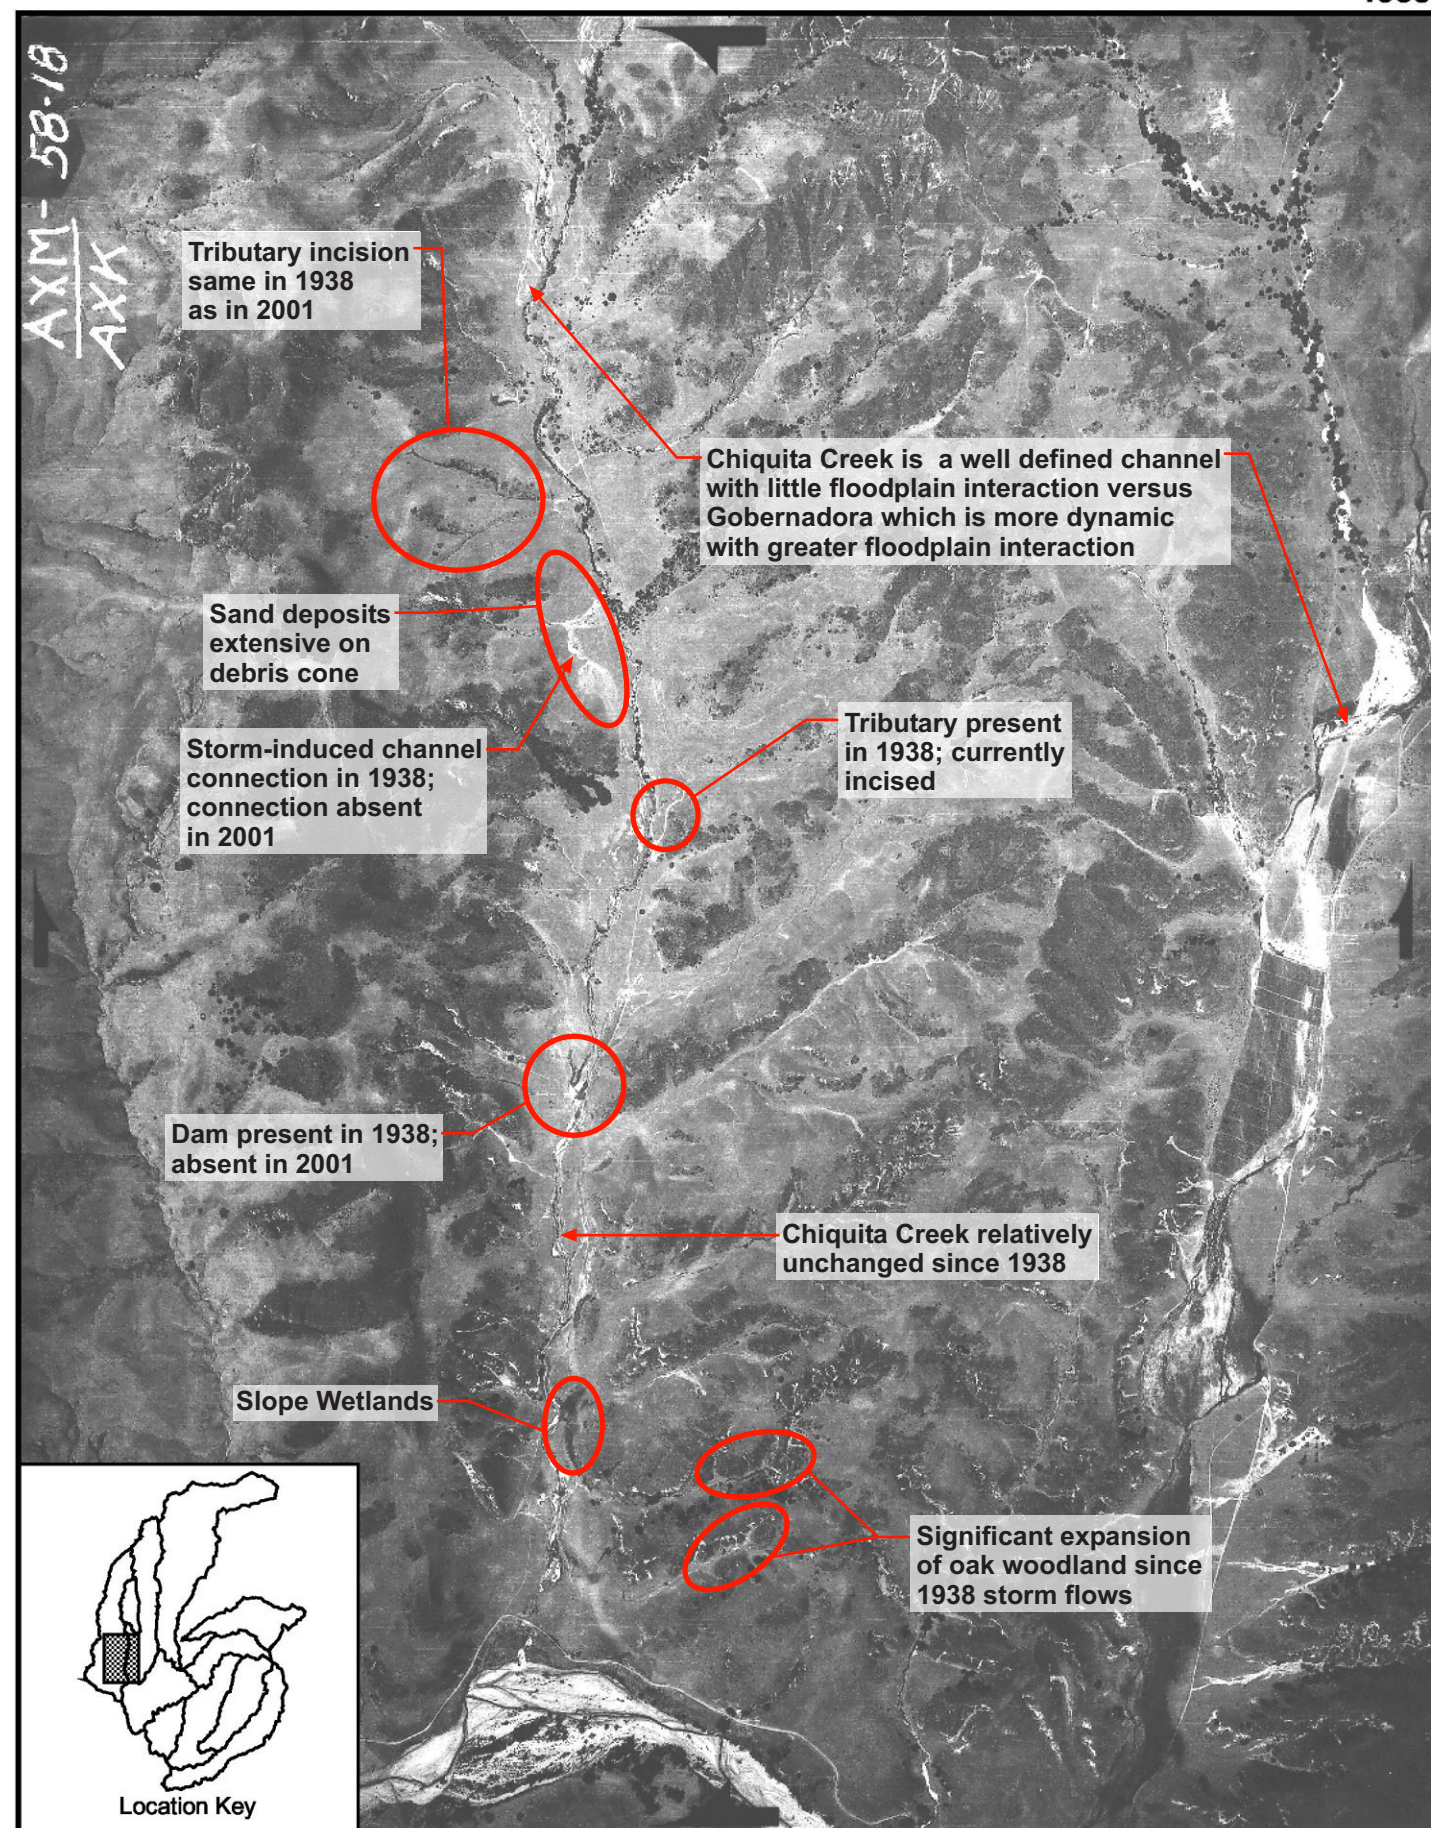 AXM-58-18
AXK
Tributary incision
same in 1938
as in 2001
Chiquita Creek is a well defined channel
with little floodplain interaction versus
Gobernadora which is more dynamic
with greater floodplain interaction
Sand deposits
extensive on
debris cone
Storm-induced channel
connection in 1938;
connection absent
in 2001
Tributary present
in 1938; currently
incised
Dam present in 1938;
absent in 2001
Chiquita Creek relatively
unchanged since 1938
Slope Wetlands
Significant expansion
of oak woodland since
1938 storm flows
Location Key